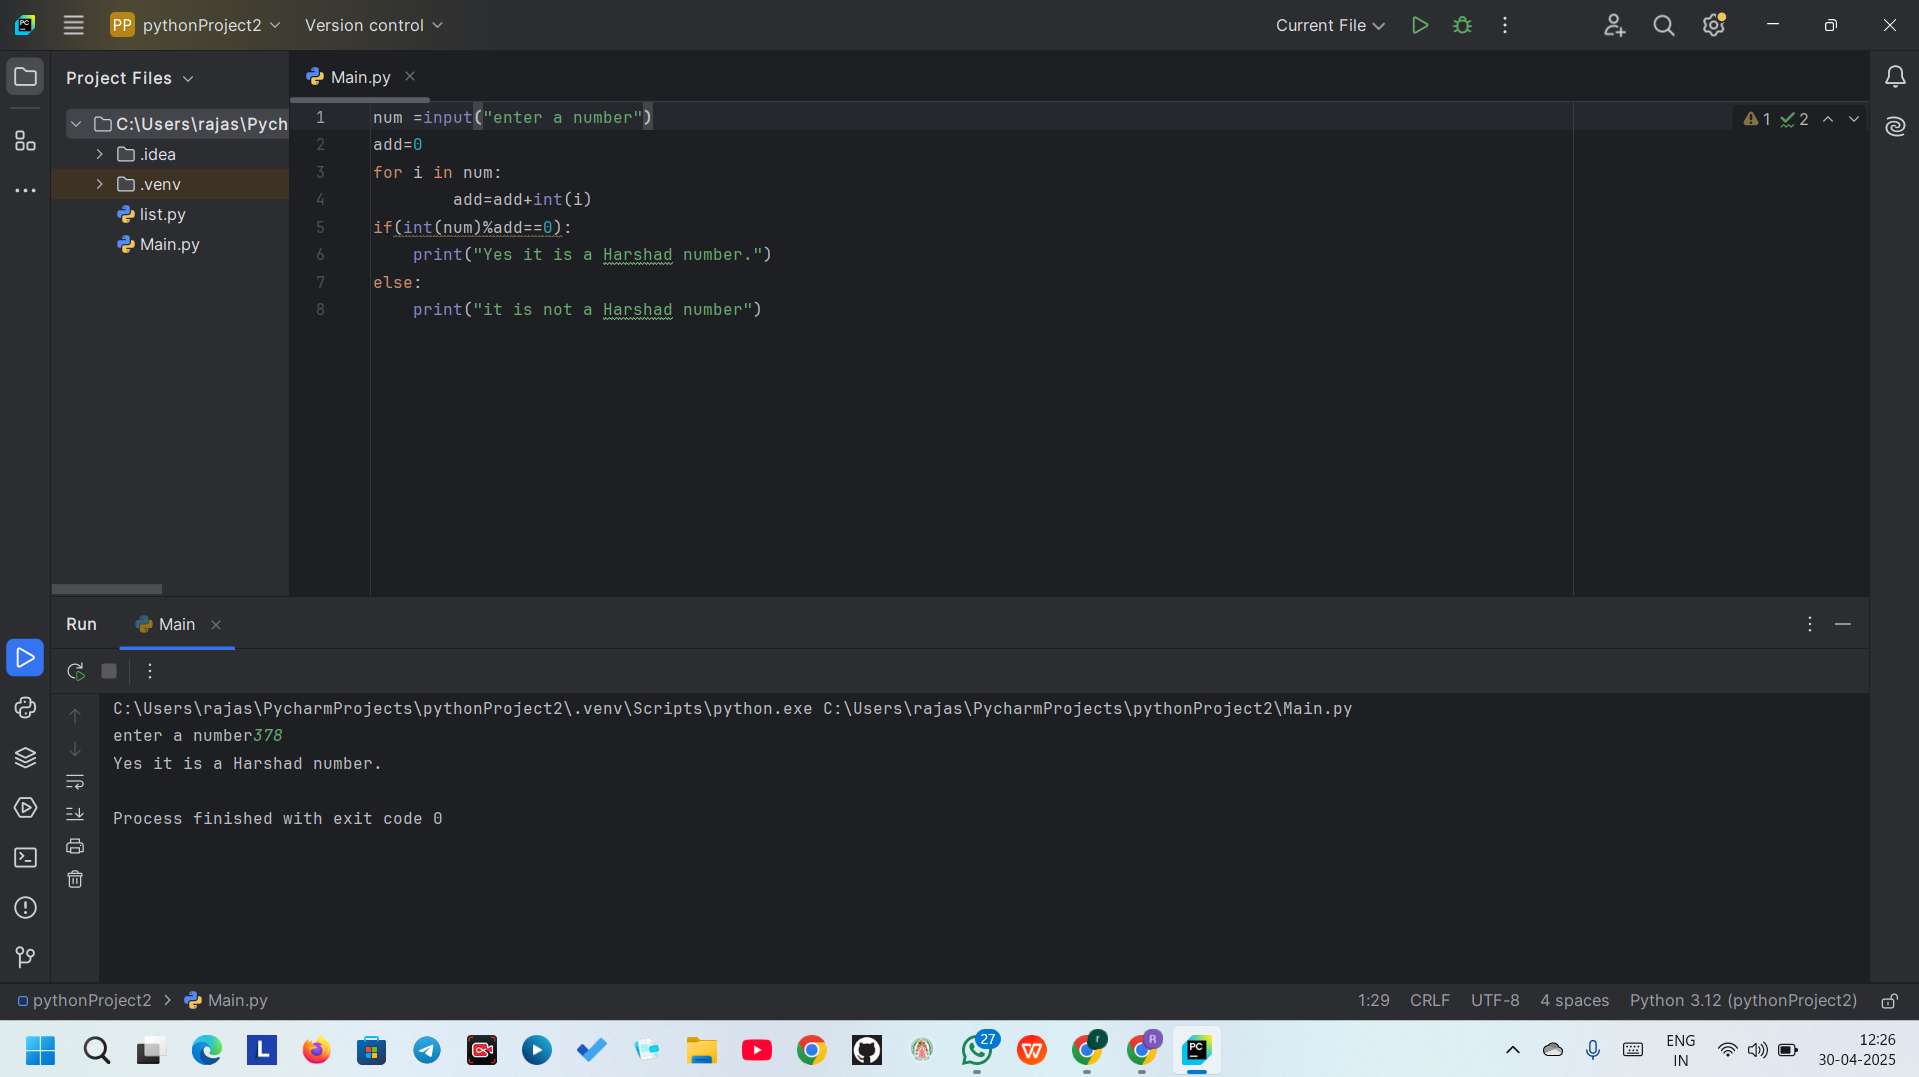 PP pythonProject2 Version control Current File
Project Files
Main.py
C:\Users\rajas\Pych
.idea
.venv
list.py
Main.py
1 num =input("enter a number")
2 add=0
3 for i in num:
4         add=add+int(i)
5 if(int(num)%add==0):
6     print("Yes it is a Harshad number.")
7 else:
8     print("it is not a Harshad number")
1 2
Run Main
C:\Users\rajas\PycharmProjects\pythonProject2\.venv\Scripts\python.exe C:\Users\rajas\PycharmProjects\pythonProject2\Main.py
enter a number378
Yes it is a Harshad number.
Process finished with exit code 0
pythonProject2 > Main.py 1:29 CRLF UTF-8 4 spaces Python 3.12 (pythonProject2)
L 27 r R PC
ENG
IN
12:26
30-04-2025